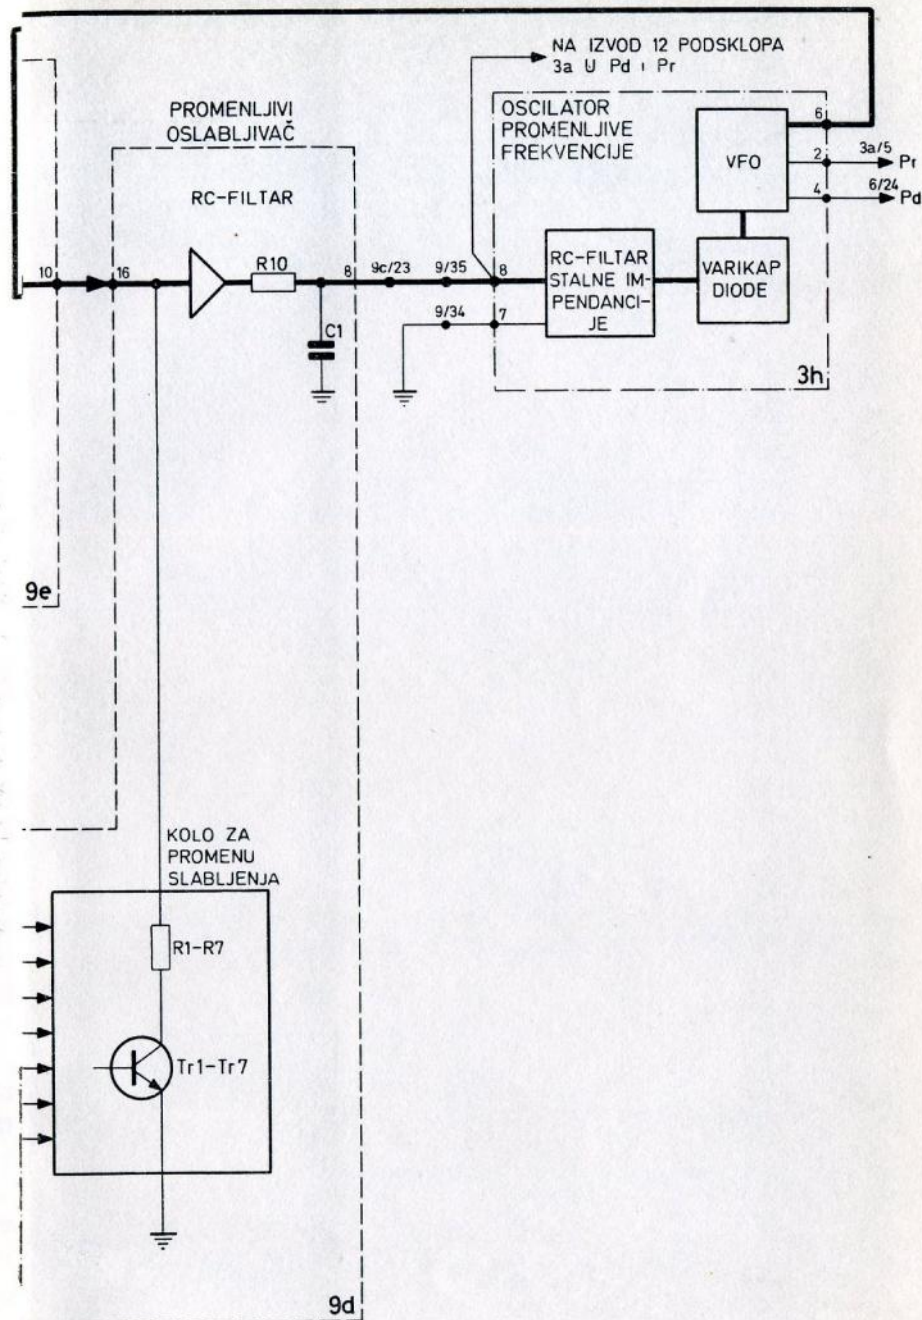 NA IZVOD 12 PODSKLOPA
3a U Pd i Pr
PROMENLJIVI
OSLABLJIVAČ
RC-FILTAR
OSCILATOR
PROMENLJIVE
FREKVENCIJE
VFO
6
2
3a/5
Pr
4
6/24
Pd
10
16
R10
8
9c/23
9/35
8
RC-FILTAR
STALNE IM-
PENDANCI-
JE
VARIKAP
DIODE
C1
9/34
7
3h
9e
KOLO ZA
PROMENU
SLABLJENJA
R1-R7
Tr1-Tr7
9d